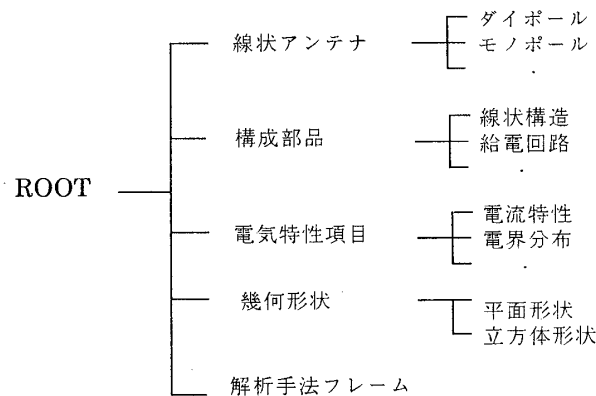 ROOT
線状アンテナ
ダイポール
モノポール
構成部品
線状構造
給電回路
電気特性項目
電流特性
電界分布
幾何形状
平面形状
立方体形状
解析手法フレーム